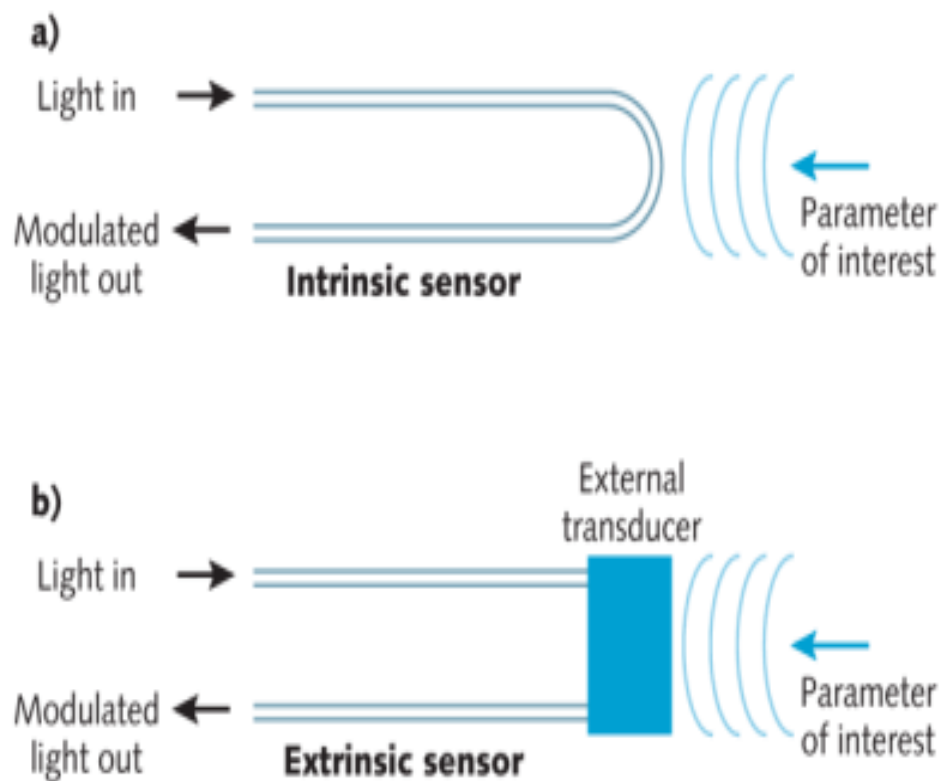 a)
Light in
Modulated
light out
Intrinsic sensor
Parameter
of interest
b)
External
transducer
Light in
Modulated
light out
Extrinsic sensor
Parameter
of interest